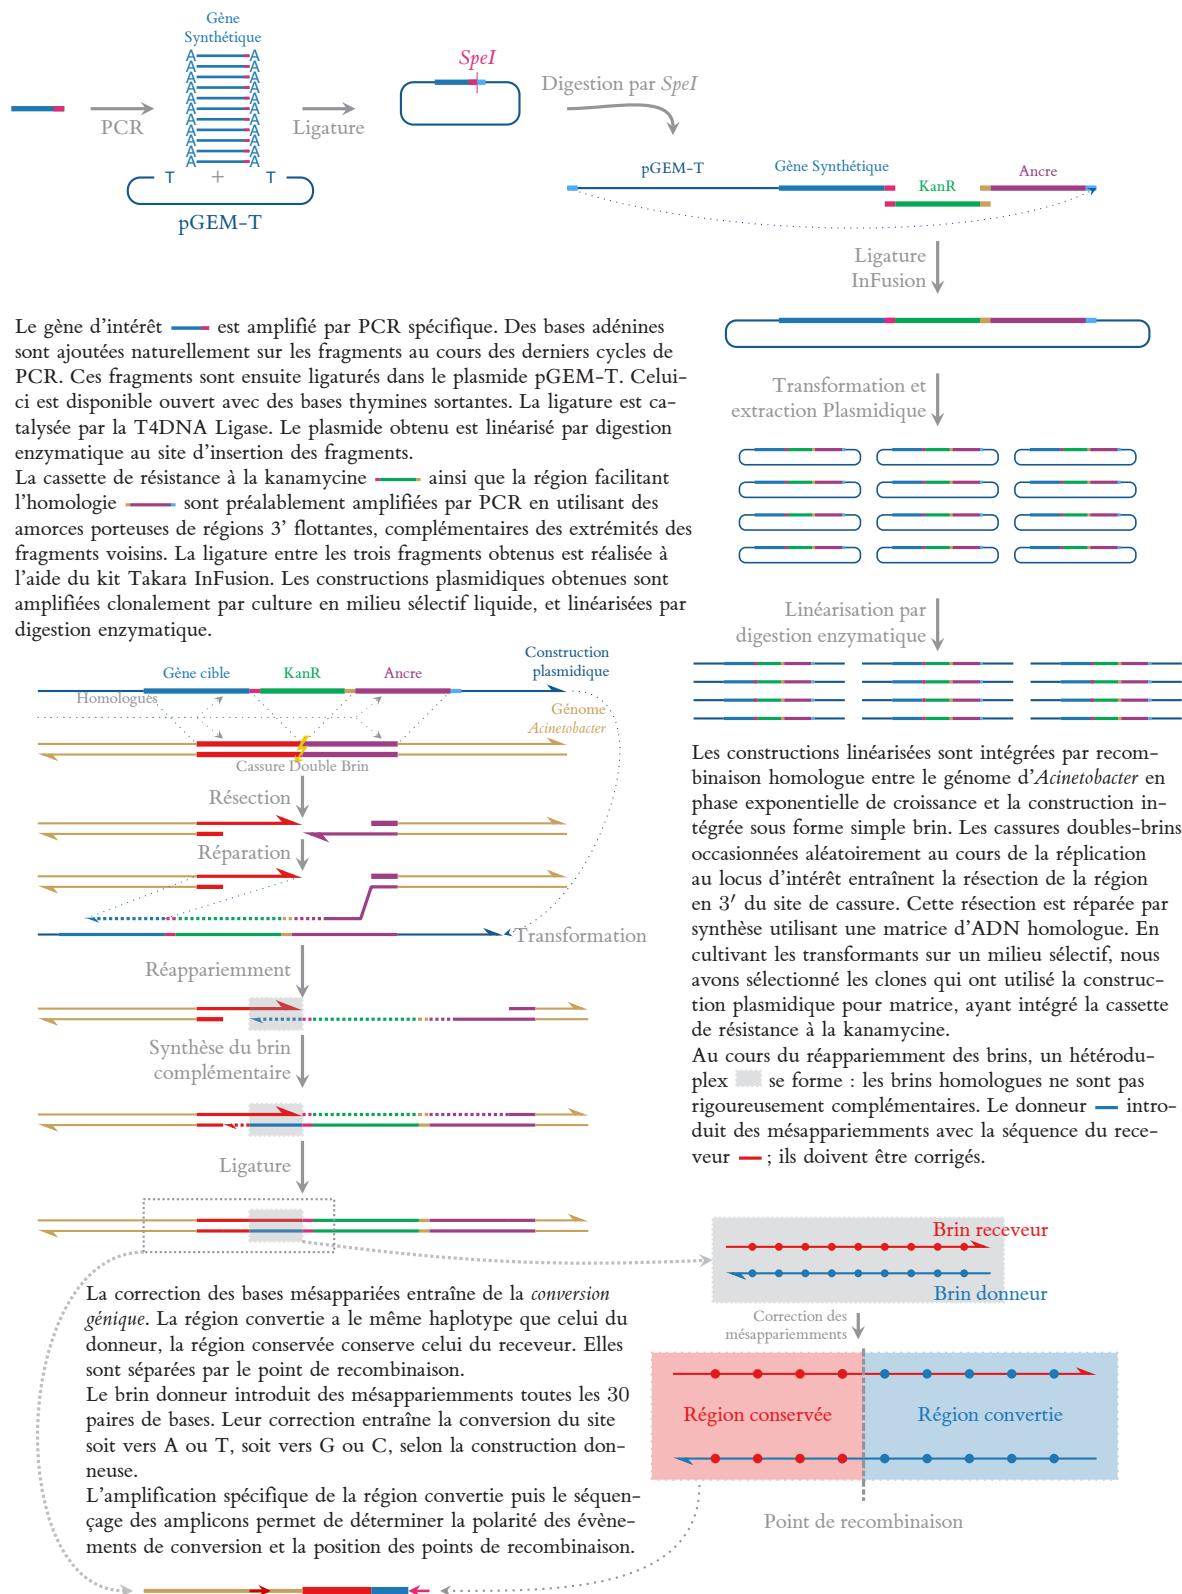 Gène
Synthétique
A A
A A
A A
A A
A A
A A
A A
A A
A A
A A
A A
PCR
Ligature
T + T
pGEM-T
SpeI
Digestion par SpeI
pGEM-T
Gène Synthétique
KanR
Ancre
Ligature
InFusion
Transformation et
extraction Plasmidique
Linéarisation par
digestion enzymatique
Le gène d'intérêt est amplifié par PCR spécifique. Des bases adénines
sont ajoutées naturellement sur les fragments au cours des derniers cycles de
PCR. Ces fragments sont ensuite ligaturés dans le plasmide pGEM-T. Celui-
ci est disponible ouvert avec des bases thymines sortantes. La ligature est ca-
talysée par la T4DNA Ligase. Le plasmide obtenu est linéarisé par digestion
enzymatique au site d'insertion des fragments.
La cassette de résistance à la kanamycine ainsi que la région facilitant
l'homologie sont préalablement amplifiées par PCR en utilisant des
amorces porteuses de régions 3' flottantes, complémentaires des extrémités des
fragments voisins. La ligature entre les trois fragments obtenus est réalisée à
l'aide du kit Takara InFusion. Les constructions plasmidiques obtenues sont
amplifiées clonalement par culture en milieu sélectif liquide, et linéarisées par
digestion enzymatique.
Gène cible
KanR
Ancre
Construction
plasmidique
Homologues
Génome
Acinetobacter
Cassure Double Brin
Résection
Réparation
Transformation
Réappariemment
Synthèse du brin
complémentaire
Ligature
Les constructions linéarisées sont intégrées par recom-
binaison homologue entre le génome d'Acinetobacter en
phase exponentielle de croissance et la construction in-
tégrée sous forme simple brin. Les cassures doubles-brins
occasionnées aléatoirement au cours de la réplication
au locus d'intérêt entraînent la résection de la région
en 3′ du site de cassure. Cette résection est réparée par
synthèse utilisant une matrice d'ADN homologue. En
cultivant les transformants sur un milieu sélectif, nous
avons sélectionné les clones qui ont utilisé la construc-
tion plasmidique pour matrice, ayant intégré la cassette
de résistance à la kanamycine.
Au cours du réappariemment des brins, un hétérodu-
plex se forme : les brins homologues ne sont pas
rigoureusement complémentaires. Le donneur intro-
duit des mésappariemments avec la séquence du rece-
veur ; ils doivent être corrigés.
Brin receveur
Brin donneur
Correction des
mésappariemments
Région conservée
Région convertie
Point de recombinaison
La correction des bases mésappariées entraîne de la conversion
génique. La région convertie a le même haplotype que celui du
donneur, la région conservée conserve celui du receveur. Elles
sont séparées par le point de recombinaison.
Le brin donneur introduit des mésappariemments toutes les 30
paires de bases. Leur correction entraîne la conversion du site
soit vers A ou T, soit vers G ou C, selon la construction don-
neuse.
L'amplification spécifique de la région convertie puis le séquen-
çage des amplicons permet de déterminer la polarité des évène-
ments de conversion et la position des points de recombinaison.